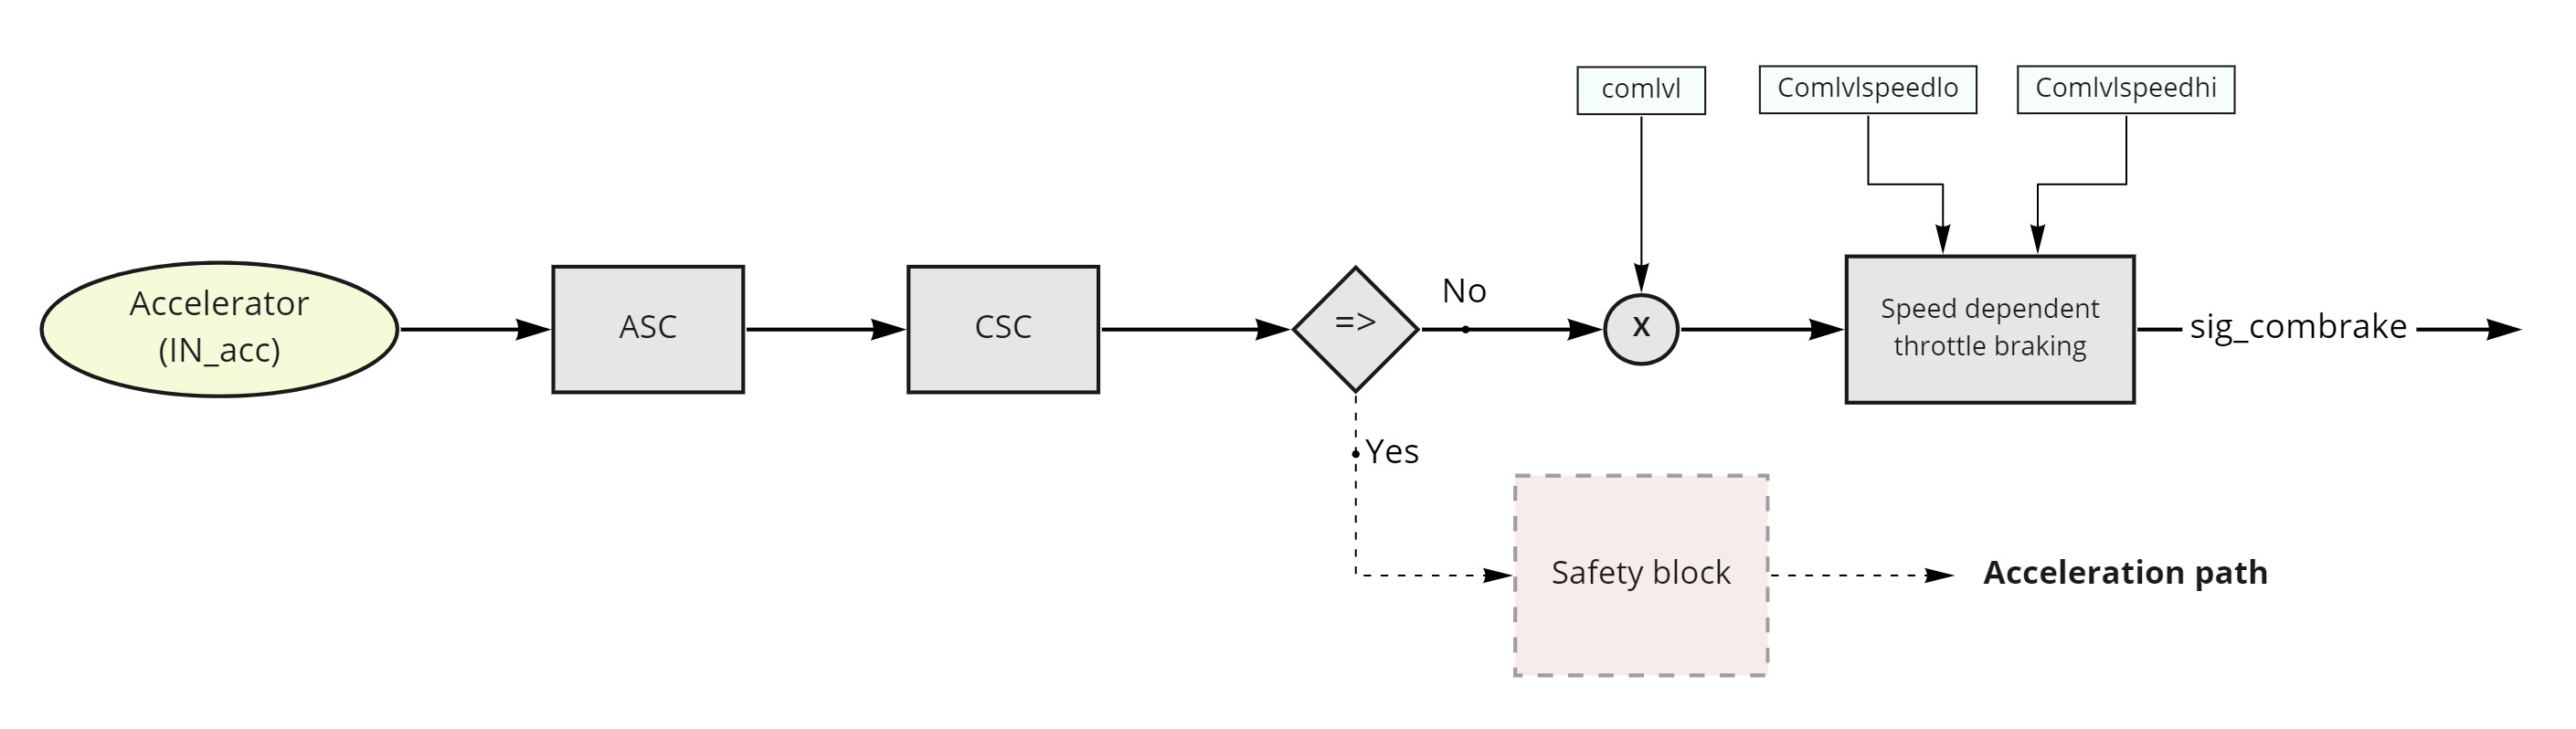 comlvl
Comlvlspeedlo
Comlvlspeedhi
Accelerator
(IN_acc)
ASC
CSC
=>
No
x
Speed dependent
throttle braking
sig_combrake
Yes
Safety block
Acceleration path